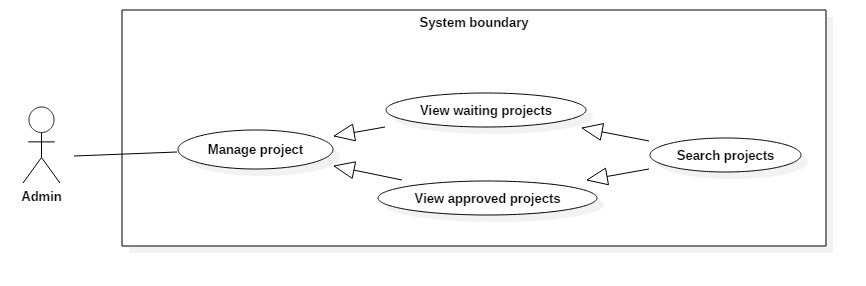 System boundary
View waiting projects
Manage project
Search projects
View approved projects
Admin